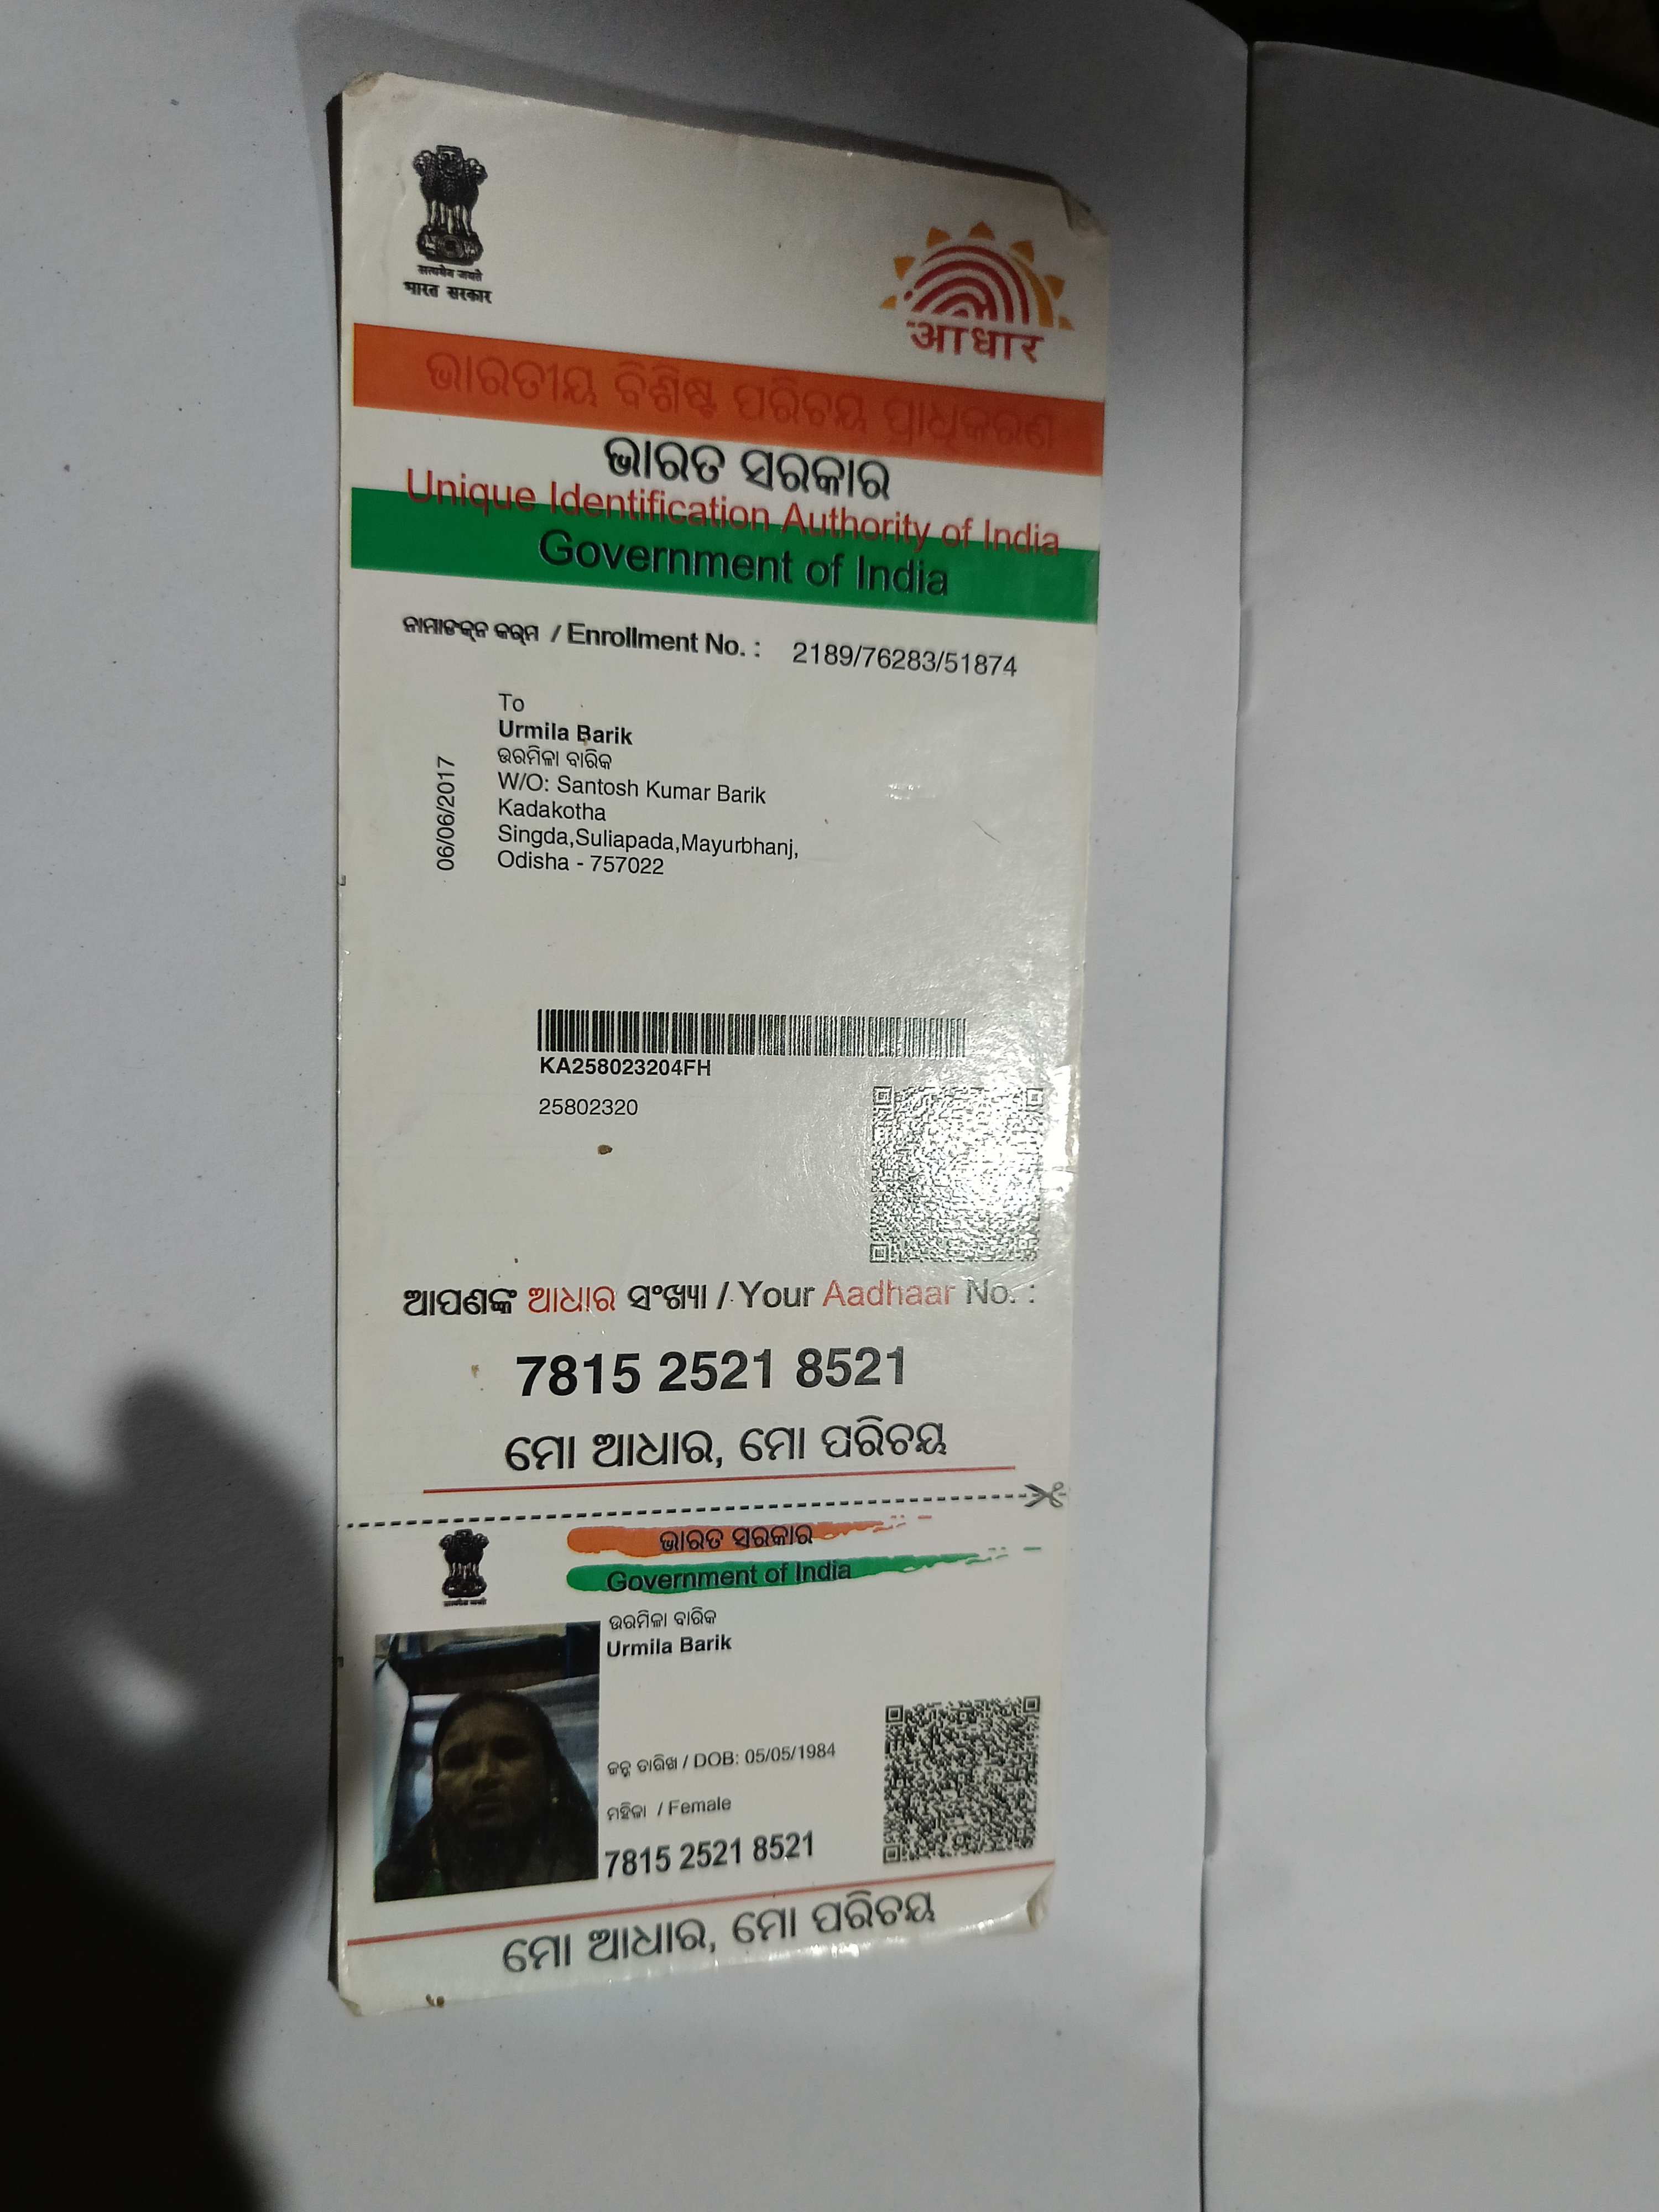 सत्यमेव जयते
भारत सरकार
आधार
ଭାରତୀୟ ବିଶିଷ୍ଟ ପରିଚୟ ପ୍ରାଧିକରଣ
ଭାରତ ସରକାର
Unique Identification Authority of India
Government of India
ନାମାଙ୍କନ କ୍ରମ / Enrollment No. : 2189/76283/51874
06/06/2017
To
Urmila Barik
ଉରମିଳା ବାରିକ
W/O: Santosh Kumar Barik
Kadakotha
Singda,Suliapada,Mayurbhanj,
Odisha - 757022
KA258023204FH
25802320
ଆପଣଙ୍କ ଆଧାର ସଂଖ୍ୟା / Your Aadhaar No. :
7815 2521 8521
ମୋ ଆଧାର, ମୋ ପରିଚୟ
ଭାରତ ସରକାର
Government of India
ଉରମିଳା ବାରିକ
Urmila Barik
ଜନ୍ମ ତାରିଖ / DOB: 05/05/1984
ମହିଳା / Female
7815 2521 8521
ମୋ ଆଧାର, ମୋ ପରିଚୟ